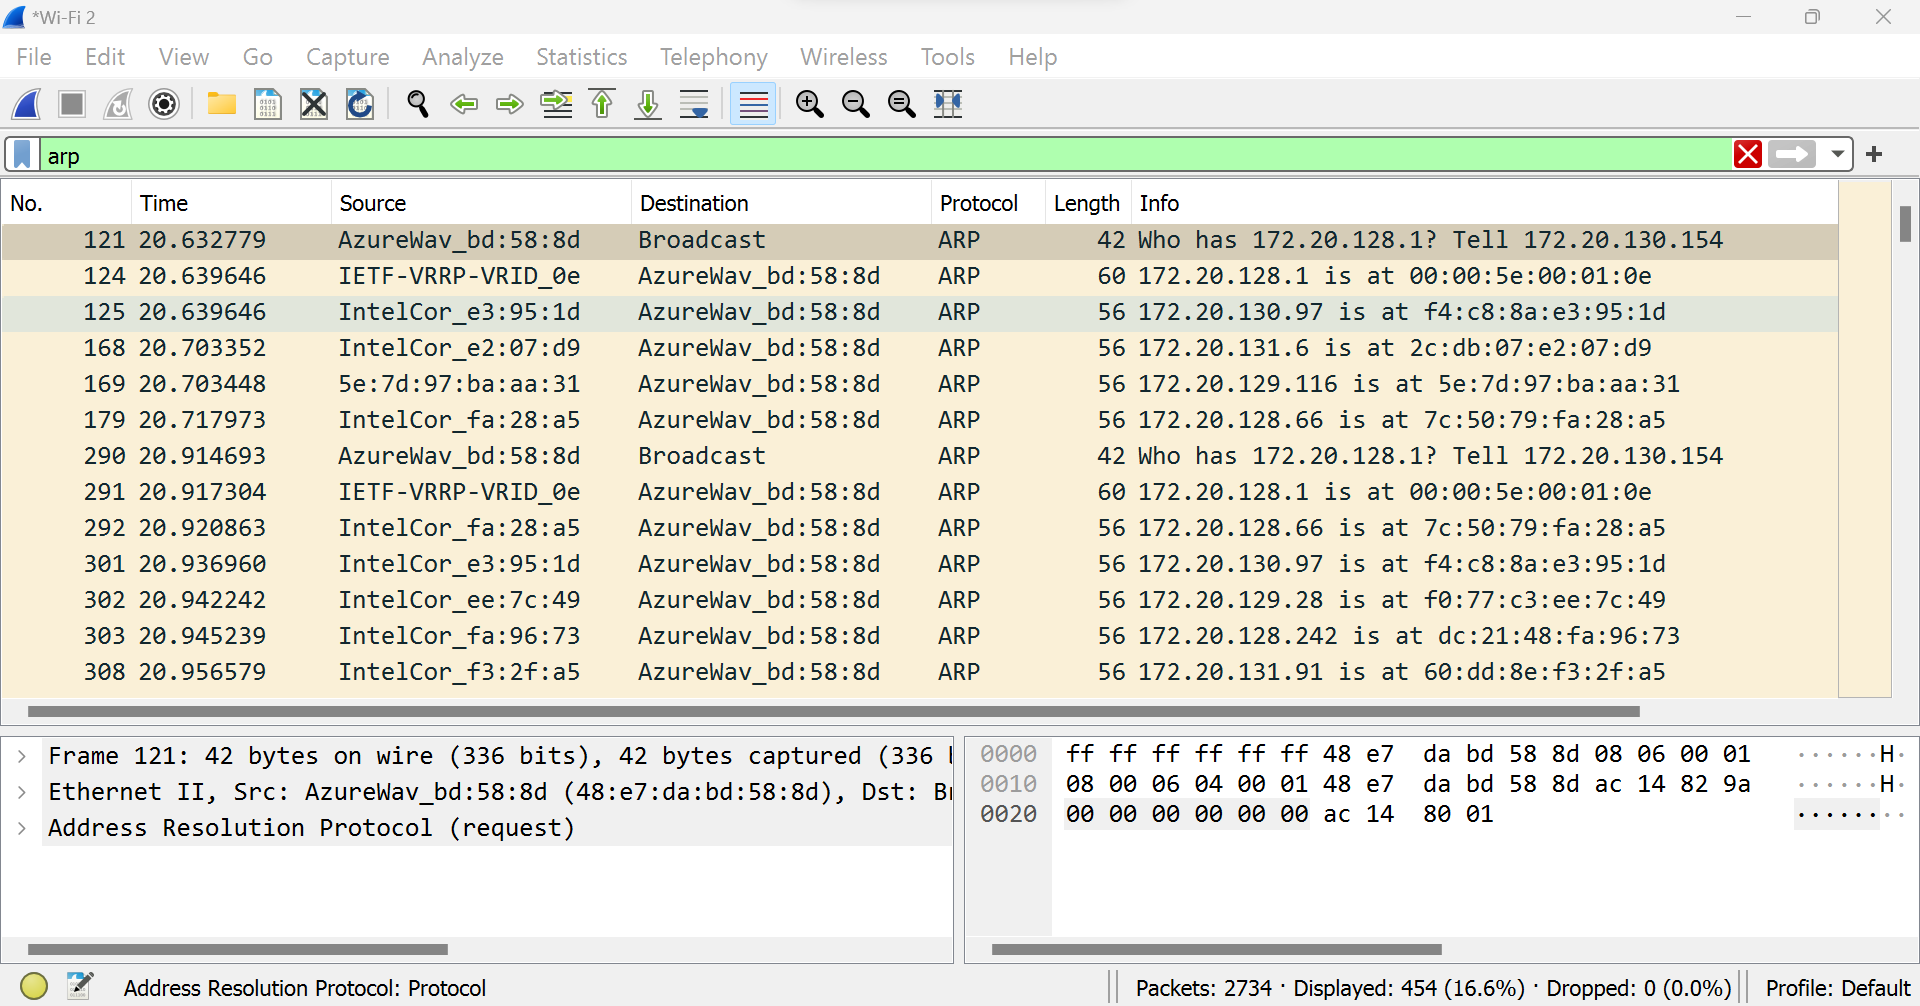 *Wi-Fi 2
File Edit View Go Capture Analyze Statistics Telephony Wireless Tools Help
arp
No. Time Source Destination Protocol Length Info
121 20.632779 AzureWav_bd:58:8d Broadcast ARP 42 Who has 172.20.128.1? Tell 172.20.130.154
124 20.639646 IETF-VRRP-VRID_0e AzureWav_bd:58:8d ARP 60 172.20.128.1 is at 00:00:5e:00:01:0e
125 20.639646 IntelCor_e3:95:1d AzureWav_bd:58:8d ARP 56 172.20.130.97 is at f4:c8:8a:e3:95:1d
168 20.703352 IntelCor_e2:07:d9 AzureWav_bd:58:8d ARP 56 172.20.131.6 is at 2c:db:07:e2:07:d9
169 20.703448 5e:7d:97:ba:aa:31 AzureWav_bd:58:8d ARP 56 172.20.129.116 is at 5e:7d:97:ba:aa:31
179 20.717973 IntelCor_fa:28:a5 AzureWav_bd:58:8d ARP 56 172.20.128.66 is at 7c:50:79:fa:28:a5
290 20.914693 AzureWav_bd:58:8d Broadcast ARP 42 Who has 172.20.128.1? Tell 172.20.130.154
291 20.917304 IETF-VRRP-VRID_0e AzureWav_bd:58:8d ARP 60 172.20.128.1 is at 00:00:5e:00:01:0e
292 20.920863 IntelCor_fa:28:a5 AzureWav_bd:58:8d ARP 56 172.20.128.66 is at 7c:50:79:fa:28:a5
301 20.936960 IntelCor_e3:95:1d AzureWav_bd:58:8d ARP 56 172.20.130.97 is at f4:c8:8a:e3:95:1d
302 20.942242 IntelCor_ee:7c:49 AzureWav_bd:58:8d ARP 56 172.20.129.28 is at f0:77:c3:ee:7c:49
303 20.945239 IntelCor_fa:96:73 AzureWav_bd:58:8d ARP 56 172.20.128.242 is at dc:21:48:fa:96:73
308 20.956579 IntelCor_f3:2f:a5 AzureWav_bd:58:8d ARP 56 172.20.131.91 is at 60:dd:8e:f3:2f:a5
Frame 121: 42 bytes on wire (336 bits), 42 bytes captured (336
Ethernet II, Src: AzureWav_bd:58:8d (48:e7:da:bd:58:8d), Dst:
Address Resolution Protocol (request)
0000 ff ff ff ff ff ff 48 e7 da bd 58 8d 08 06 00 01 ······H·
0010 08 00 06 04 00 01 48 e7 da bd 58 8d ac 14 82 9a ······H·
0020 00 00 00 00 00 00 ac 14 80 01 ········
Address Resolution Protocol: Protocol
Packets: 2734 · Displayed: 454 (16.6%) · Dropped: 0 (0.0%)
Profile: Default